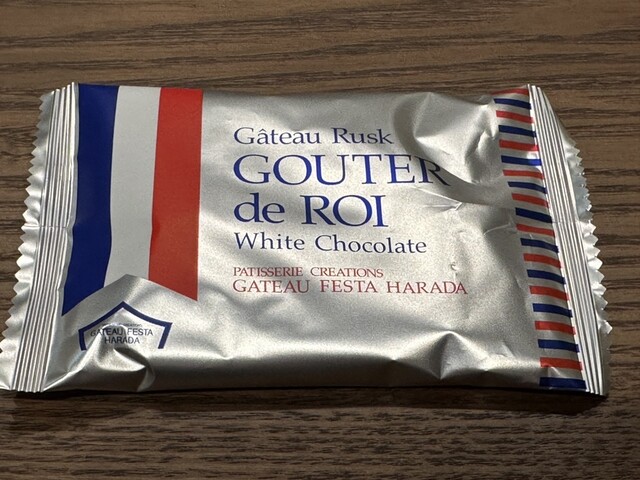 Gâteau Rusk
GOUTER
de ROI
White Chocolate
PATISSERIE CREATIONS
GATEAU FESTA HARADA
GATEAU FESTA
HARADA